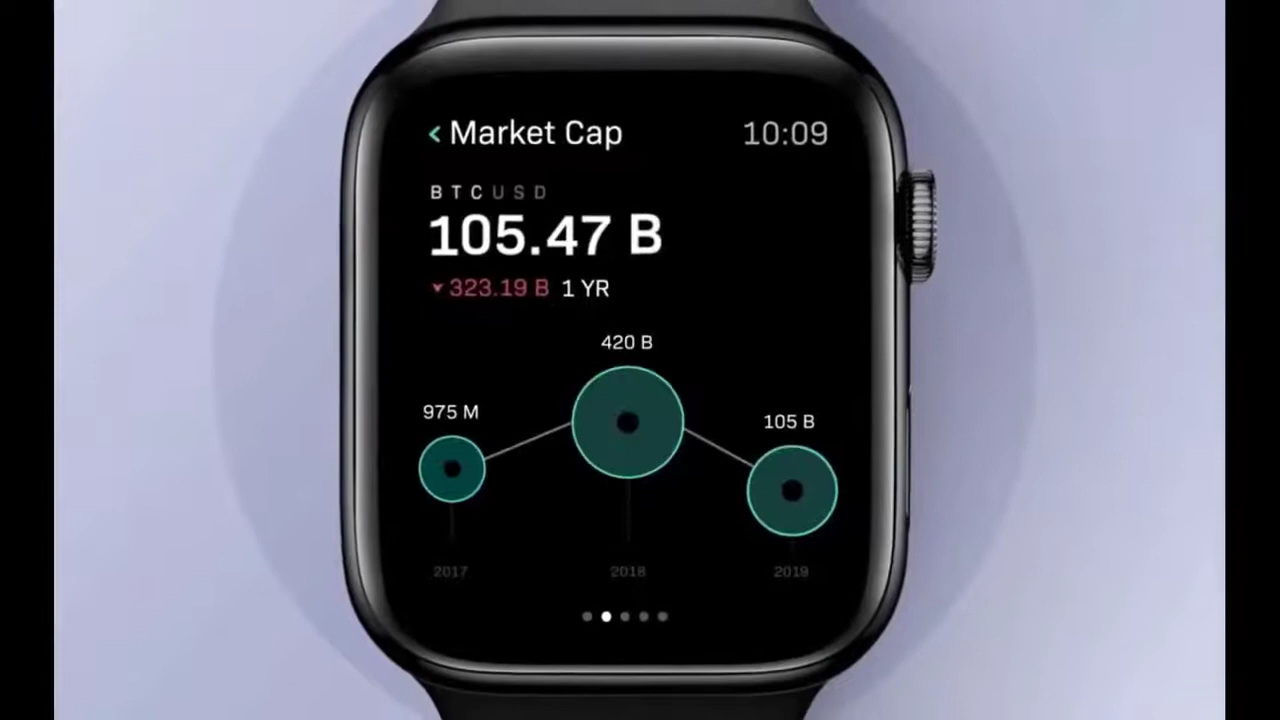 < Market Cap 10:09
BTCUSD
105.47 B
▼323.19 B 1 YR
420 B
975 M
105 B
2017 2018 2019